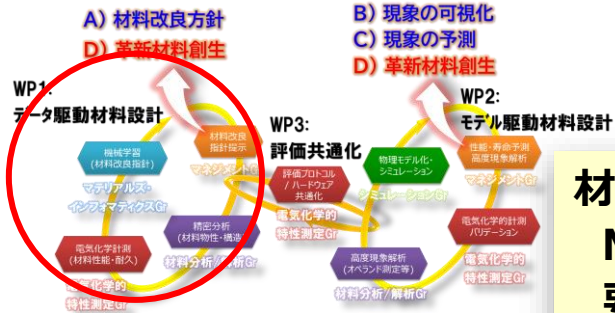 A) 材料改良方針
D) 革新材料創生
B) 現象の可視化
C) 現象の予測
D) 革新材料創生
WP1:
データ駆動材料設計
機械学習
(材料改良指針)
マテリアルズ・
インフォマティクスGr
材料改良
指針提示
マネジメントGr
精密分析
(材料物性・構造)
材料分析/解析Gr
電気化学計測
(材料性能・耐久)
電気化学的
特性測定Gr
WP3:
評価共通化
評価プロトコル
/ ハードウェア
共通化
電気化学的
特性測定Gr
WP2:
モデル駆動材料設計
物理モデル化・
シミュレーション
シミュレーションGr
性能・寿命予測
高度現象解析
マネジメントGr
電気化学的計測
バリデーション
電気化学的
特性測定Gr
高度現象解析
(オペランド測定等)
材料分析/解析Gr
材